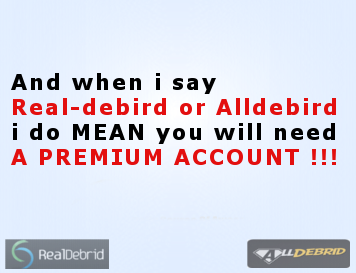 And when i say
Real-debird or Alldebird
i do MEAN you will need
A PREMIUM ACCOUNT !!!
RealDebrid
ALLDEBRID